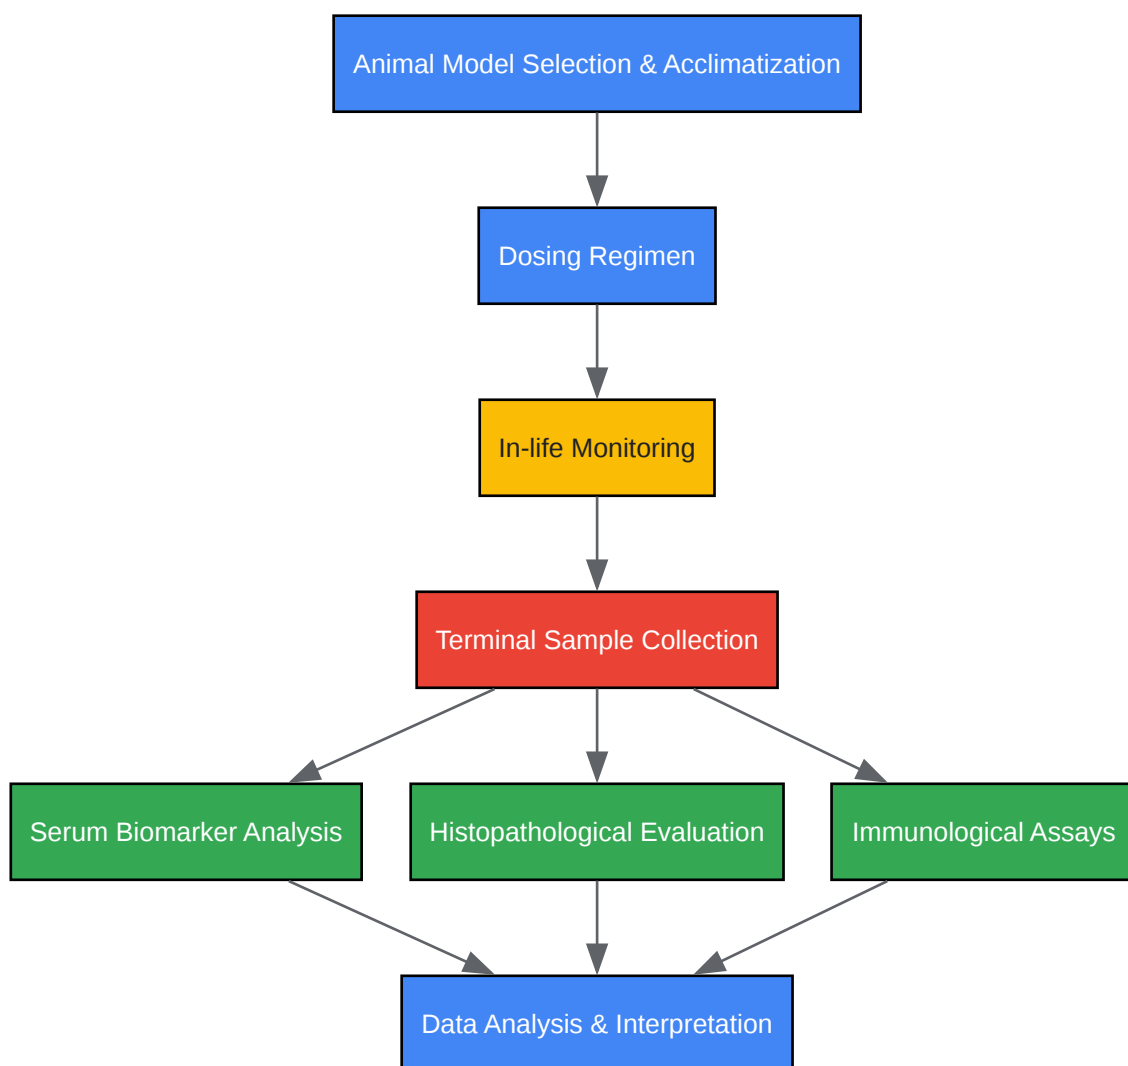 Animal Model Selection & Acclimatization
Dosing Regimen
In-life Monitoring
Terminal Sample Collection
Serum Biomarker Analysis
Histopathological Evaluation
Immunological Assays
Data Analysis & Interpretation